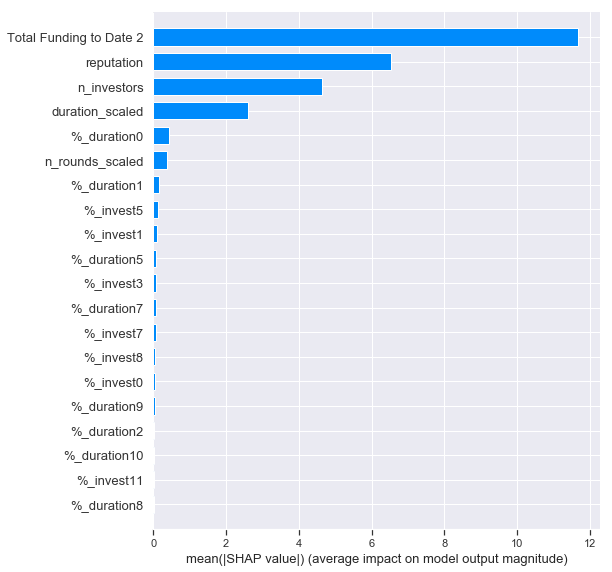 Total Funding to Date 2
reputation
n_investors
duration_scaled
%_duration0
n_rounds_scaled
%_duration1
%_invest5
%_invest1
%_duration5
%_invest3
%_duration7
%_invest7
%_invest8
%_invest0
%_duration9
%_duration2
%_duration10
%_invest11
%_duration8
0 2 4 6 8 10 12
mean(|SHAP value|) (average impact on model output magnitude)